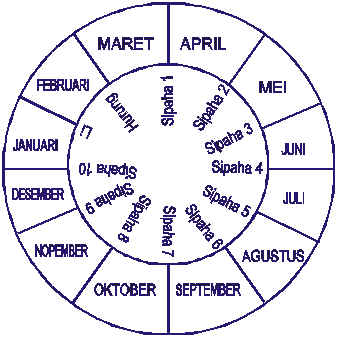 MARET
APRIL
MEI
JUNI
JULI
AGUSTUS
SEPTEMBER
OKTOBER
NOPEMBER
DESEMBER
JANUARI
FEBRUARI
Sipaha 1
Sipaha 2
Sipaha 3
Sipaha 4
Sipaha 5
Sipaha 6
Sipaha 7
Sipaha 8
Sipaha 9
Sipaha 10
Li
Hurung